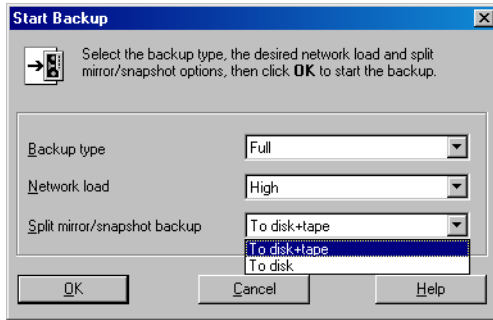 Start Backup
Select the backup type, the desired network load and split
mirror/snapshot options, then click OK to start the backup.
Backup type
Full
Network load
High
Split mirror/snapshot backup
To disk+tape
To disk+tape
To disk
OK
Cancel
Help